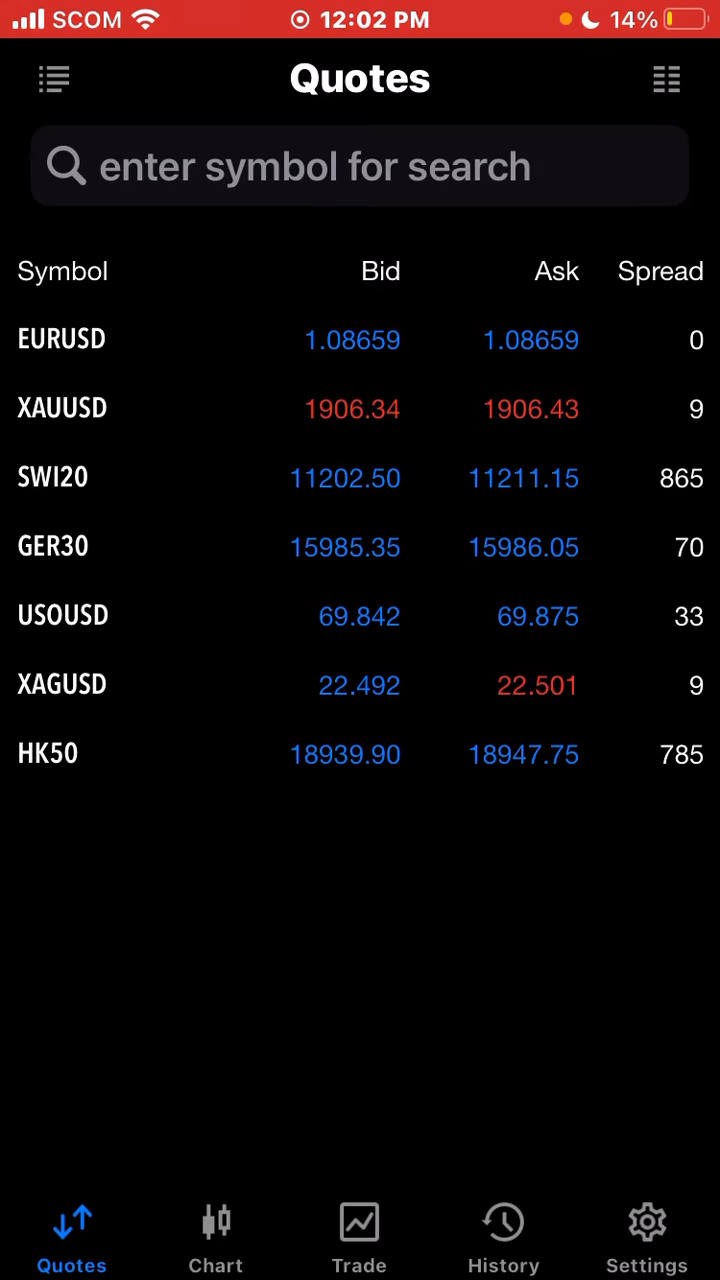 SCOM 12:02 PM 14%
Quotes
enter symbol for search
Symbol Bid Ask Spread
EURUSD 1.08659 1.08659 0
XAUUSD 1906.34 1906.43 9
SWI20 11202.50 11211.15 865
GER30 15985.35 15986.05 70
USOUSD 69.842 69.875 33
XAGUSD 22.492 22.501 9
HK50 18939.90 18947.75 785
Quotes Chart Trade History Settings